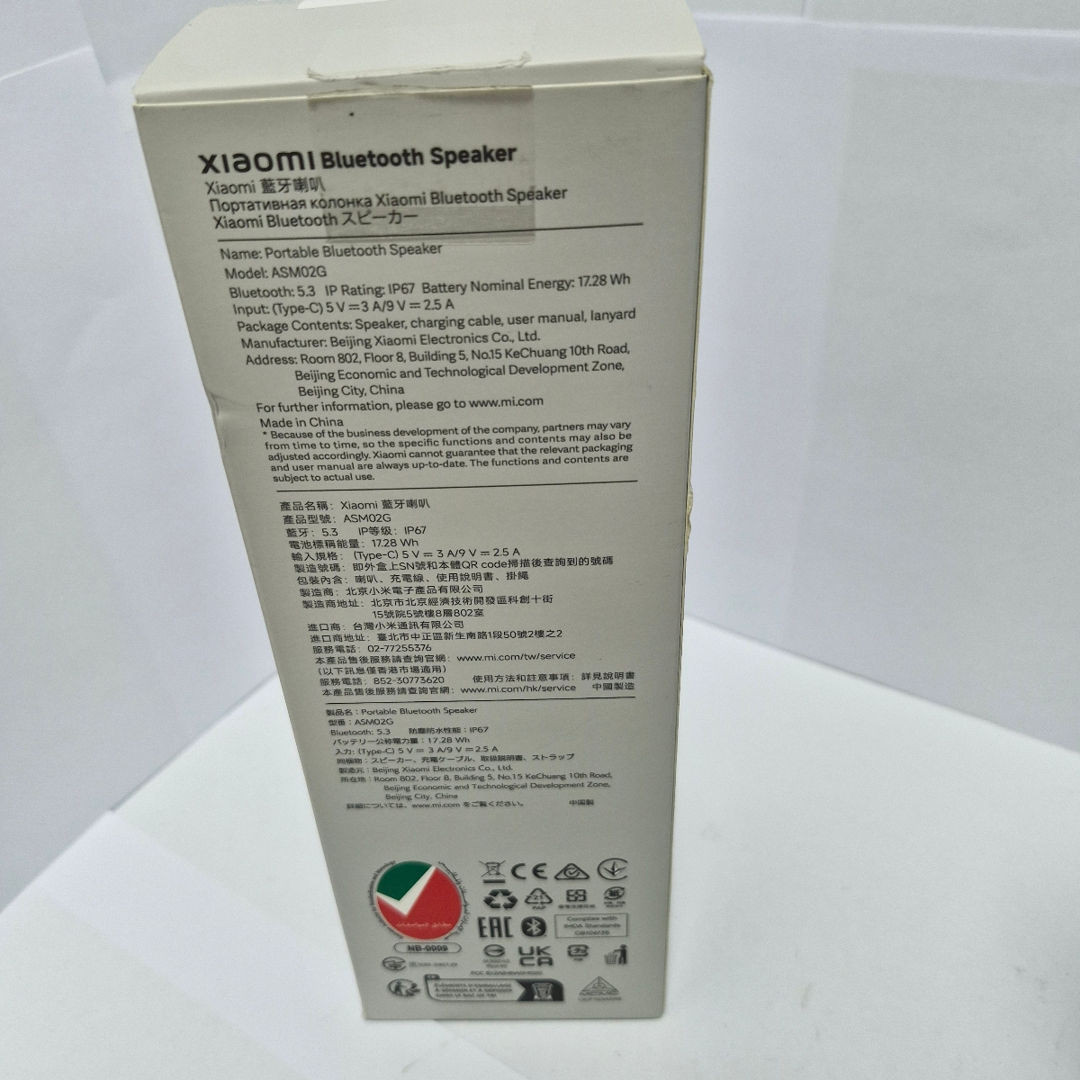 xiaomi Bluetooth Speaker
Xiaomi 藍牙喇叭
Портативная колонка Xiaomi Bluetooth Speaker
Xiaomi Bluetooth スピーカー
Name: Portable Bluetooth Speaker
Model: ASM02G
Bluetooth: 5.3 IP Rating: IP67 Battery Nominal Energy: 17.28 Wh
Input: (Type-C) 5 V ⎓ 3 A/9 V ⎓ 2.5 A
Package Contents: Speaker, charging cable, user manual, lanyard
Manufacturer: Beijing Xiaomi Electronics Co., Ltd.
Address: Room 802, Floor 8, Building 5, No.15 KeChuang 10th Road,
Beijing Economic and Technological Development Zone,
Beijing City, China
For further information, please go to www.mi.com
Made in China
* Because of the business development of the company, partners may vary
from time to time, so the specific functions and contents may also be
adjusted accordingly. Xiaomi cannot guarantee that the relevant packaging
and user manual are always up-to-date. The functions and contents are
subject to actual use.
產品名稱：Xiaomi 藍牙喇叭
產品型號：ASM02G
藍牙：5.3 IP等級：IP67
電池標稱能量：17.28 Wh
輸入規格：(Type-C) 5 V ⎓ 3 A/9 V ⎓ 2.5 A
製造號碼：即外盒上SN號和本體QR code掃描後查詢到的號碼
包裝內含：喇叭、充電線、使用說明書、掛繩
製造商：北京小米電子產品有限公司
製造商地址：北京市北京經濟技術開發區科創十街
15號院5號樓8層802室
進口商：台灣小米通訊有限公司
進口商地址：臺北市中正區新生南路1段50號2樓之2
服務電話：02-77255376
本產品售後服務請查詢官網：www.mi.com/tw/service
(以下訊息僅香港市場適用)
服務電話：852-30773620 使用方法和註意事項：詳見說明書
本產品售後服務請查詢官網：www.mi.com/hk/service 中國製造
製品名：Portable Bluetooth Speaker
型番：ASM02G
Bluetooth: 5.3 防塵防水性能：IP67
バッテリー公称電力量：17.28 Wh
入力: (Type-C) 5 V ⎓ 3 A/9 V ⎓ 2.5 A
同梱物：スピーカー、充電ケーブル、取扱説明書、ストラップ
製造元：Beijing Xiaomi Electronics Co., Ltd.
所在地：Room 802, Floor 8, Building 5, No.15 KeChuang 10th Road,
Beijing Economic and Technological Development Zone,
Beijing City, China
詳細については、www.mi.com をご覧ください。 中国製
CE
21
PAP
EAC
Complies with
IMDA Standards
NB-0009
UK
CA